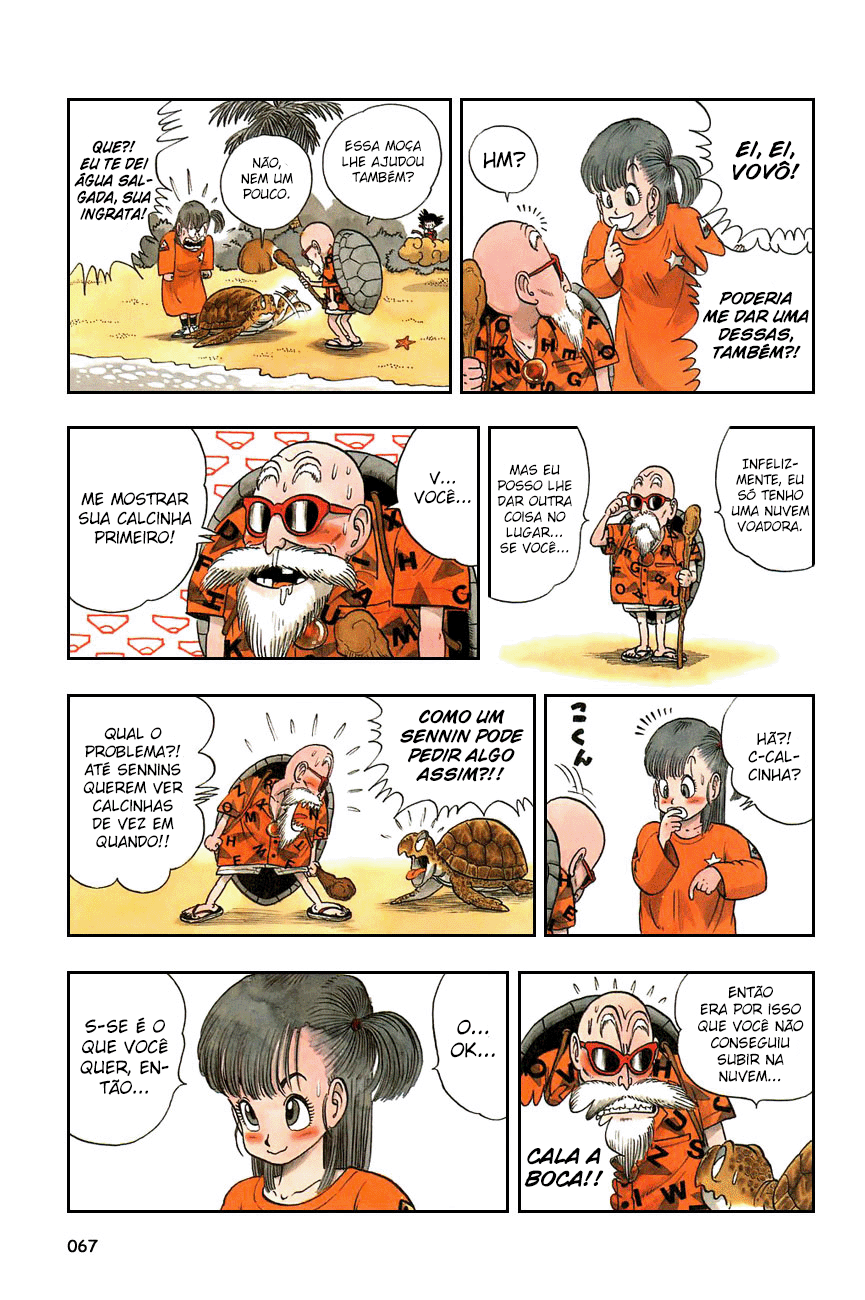 EI, EI,
VOVÔ!
HM?
PODERIA
ME DAR UMA
DESSAS,
TAMBÉM?!
ESSA MOÇA
LHE AJUDOU
TAMBÉM?
NÃO,
NEM UM
POUCO.
QUE?!
EU TE DEI
ÁGUA SAL-
GADA, SUA
INGRATA!
INFELIZ-
MENTE, EU
SÓ TENHO
UMA NUVEM
VOADORA.
MAS EU
POSSO LHE
DAR OUTRA
COISA NO
LUGAR...
SE VOCÊ...
V...
VOCÊ...
ME MOSTRAR
SUA CALCINHA
PRIMEIRO!
HÃ?!
C-CAL-
CINHA?
こくん
COMO UM
SENNIN PODE
PEDIR ALGO
ASSIM?!!
QUAL O
PROBLEMA?!
ATÉ SENNINS
QUEREM VER
CALCINHAS
DE VEZ EM
QUANDO!!
ENTÃO
ERA POR ISSO
QUE VOCÊ NÃO
CONSEGUIU
SUBIR NA
NUVEM...
CALA A
BOCA!!
O...
OK...
S-SE É O
QUE VOCÊ
QUER, EN-
TÃO...
067